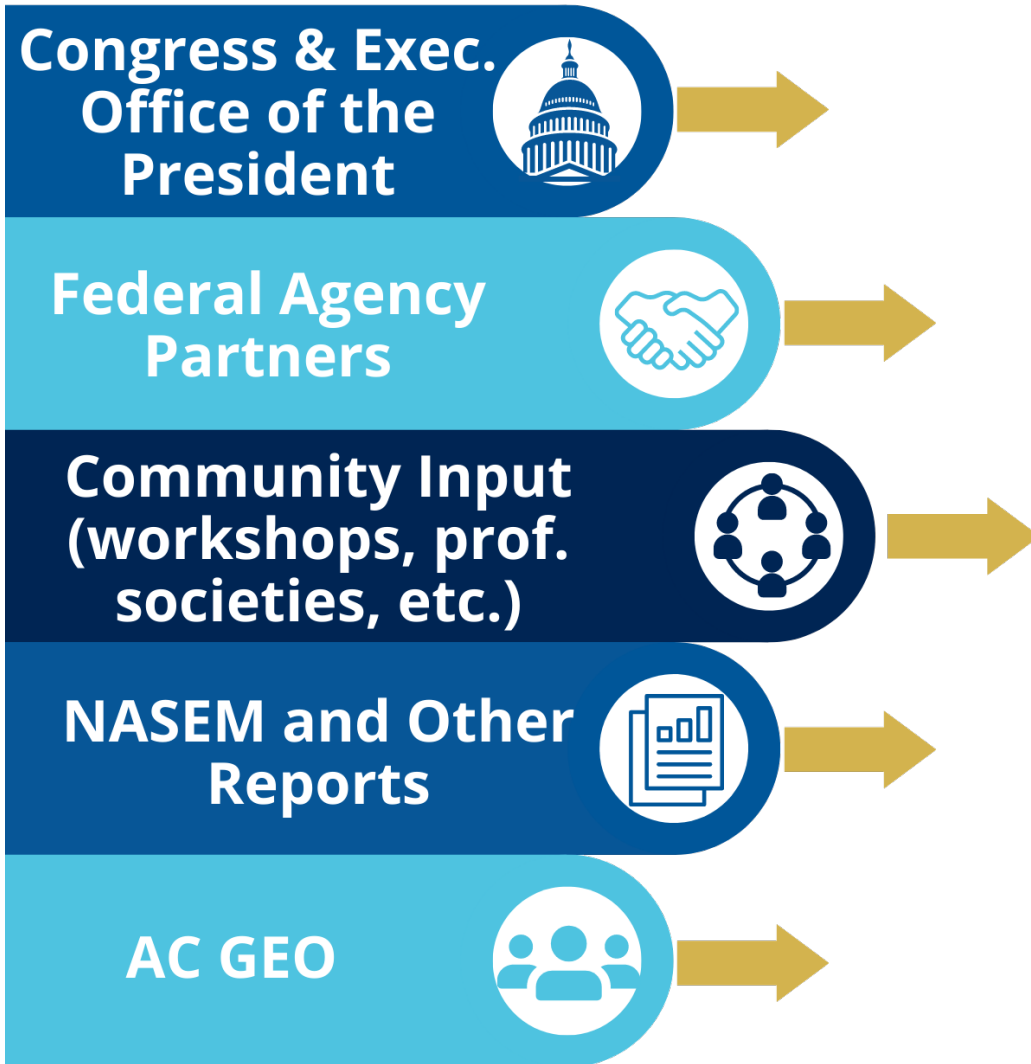 Congress & Exec.
Office of the
President
Federal Agency
Partners
Community Input
(workshops, prof.
societies, etc.)
NASEM and Other
Reports
AC GEO